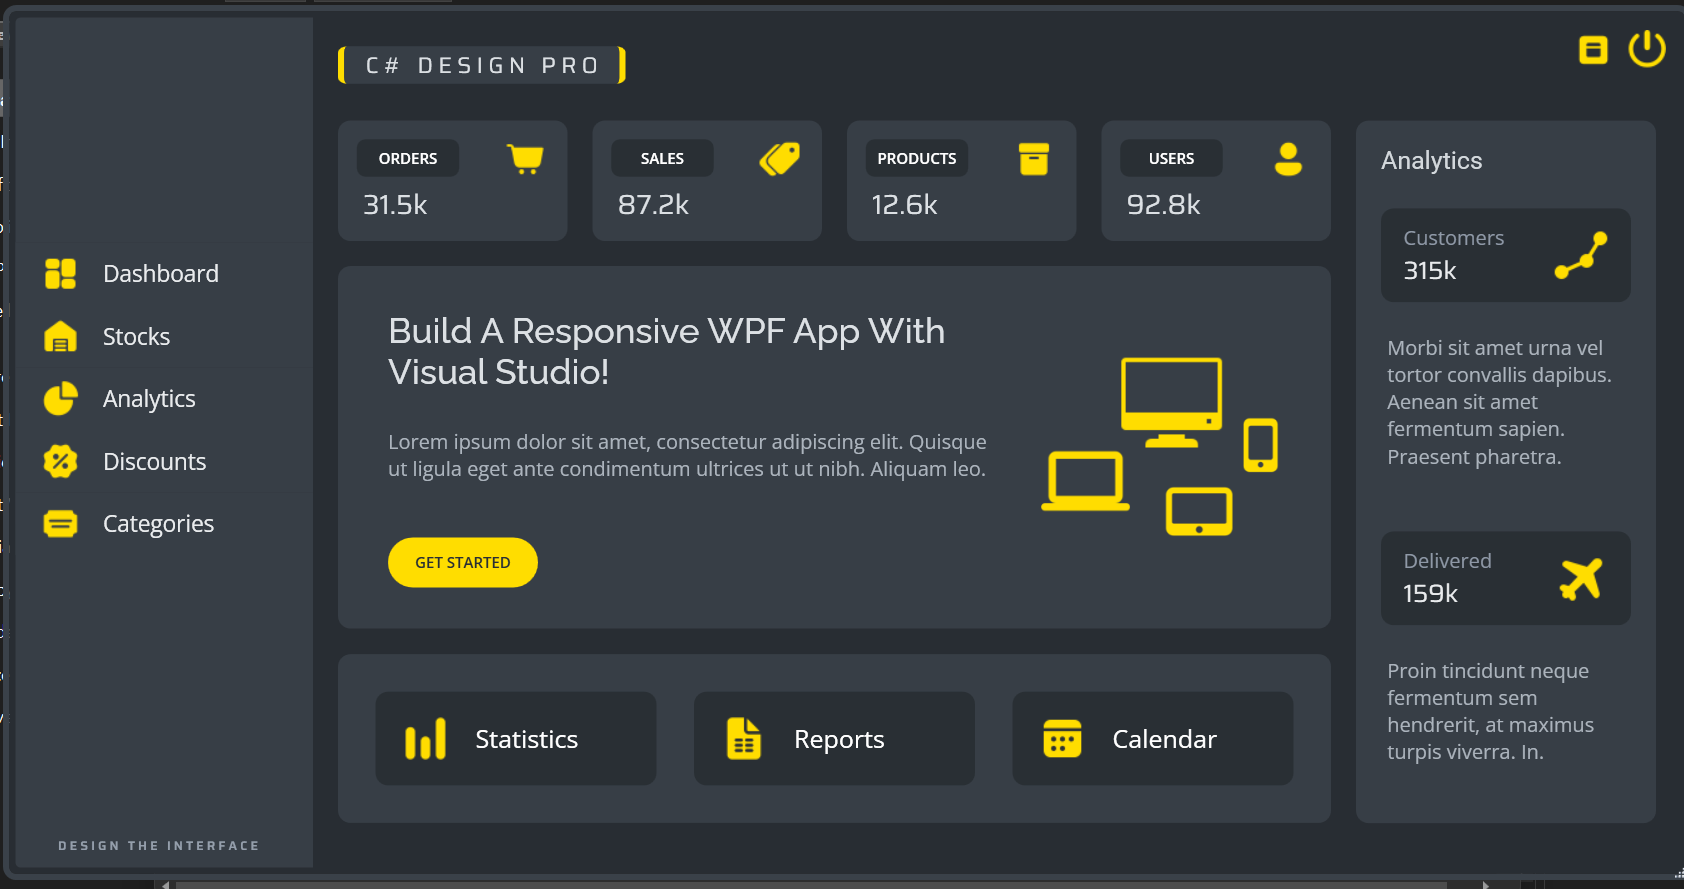 C# DESIGN PRO
ORDERS
31.5k
SALES
87.2k
PRODUCTS
12.6k
USERS
92.8k
Dashboard
Stocks
Analytics
Discounts
Categories
DESIGN THE INTERFACE
Build A Responsive WPF App With
Visual Studio!
Lorem ipsum dolor sit amet, consectetur adipiscing elit. Quisque
ut ligula eget ante condimentum ultrices ut ut nibh. Aliquam leo.
GET STARTED
Statistics
Reports
Calendar
Analytics
Customers
315k
Morbi sit amet urna vel
tortor convallis dapibus.
Aenean sit amet
fermentum sapien.
Praesent pharetra.
Delivered
159k
Proin tincidunt neque
fermentum sem
hendrerit, at maximus
turpis viverra. In.